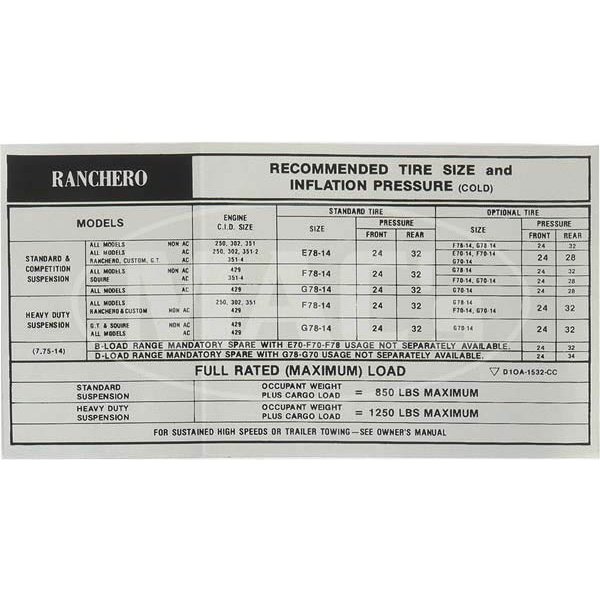 RANCHERO
RECOMMENDED TIRE SIZE and
INFLATION PRESSURE (COLD)
MODELS ENGINE C.I.D. SIZE STANDARD TIRE OPTIONAL TIRE
SIZE PRESSURE SIZE PRESSURE
FRONT REAR FRONT REAR
STANDARD & COMPETITION SUSPENSION
ALL MODELS NON AC 250, 302, 351
ALL MODELS AC 250, 302, 351-2
RANCHERO, CUSTOM, G.T. AC 351-4
E78-14 24 32
F78-14, G78-14 24 32
E70-14, F70-14 24 28
G70-14
ALL MODELS NON AC 429
SQUIRE AC 351-4
F78-14 24 32
G78-14 24 32
F70-14, G70-14 24 28
ALL MODELS AC 429 G78-14 24 32 G70-14 24 28
HEAVY DUTY SUSPENSION
ALL MODELS 250, 302, 351
RANCHERO & CUSTOM NON AC 429
F78-14 24 32
G78-14 24 32
F70-14, G70-14
G.T. & SQUIRE NON AC 429
ALL MODELS AC 429
G78-14 24 32 G70-14 24 32
(7.75-14) B-LOAD RANGE MANDATORY SPARE WITH E70-F70-F78 USAGE NOT SUBSEQUENTLY AVAILABLE. 24 32
D-LOAD RANGE MANDATORY SPARE WITH G78-G70 USAGE NOT SUBSEQUENTLY AVAILABLE. 24 34
FULL RATED (MAXIMUM) LOAD ▽ D1OA-1532-CC
STANDARD SUSPENSION OCCUPANT WEIGHT PLUS CARGO LOAD = 850 LBS MAXIMUM
HEAVY DUTY SUSPENSION OCCUPANT WEIGHT PLUS CARGO LOAD = 1250 LBS MAXIMUM
FOR SUSTAINED HIGH SPEEDS OR TRAILER TOWING—SEE OWNER'S MANUAL